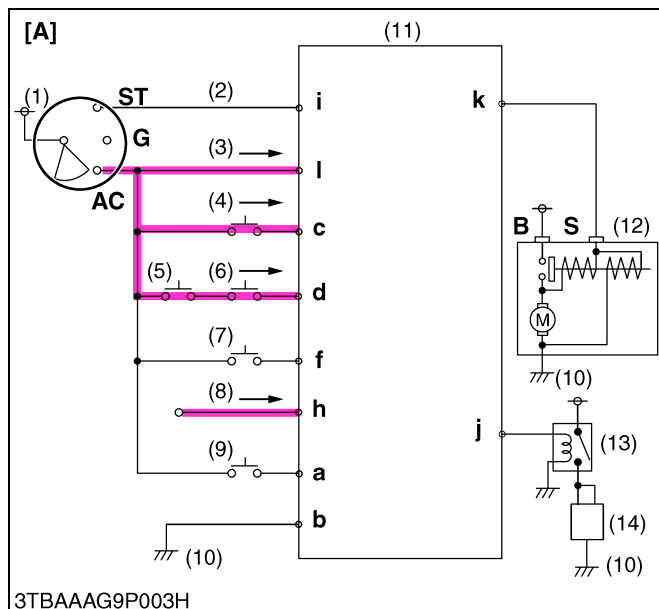 [A]
(11)
(1)
ST
(2)
i
k
G
(3)
l
AC
(4)
c
B
S
(12)
(5)
(6)
d
M
(7)
f
(10)
(8)
h
j
(13)
(9)
a
b
(14)
(10)
(10)
3TBAAAG9P003H